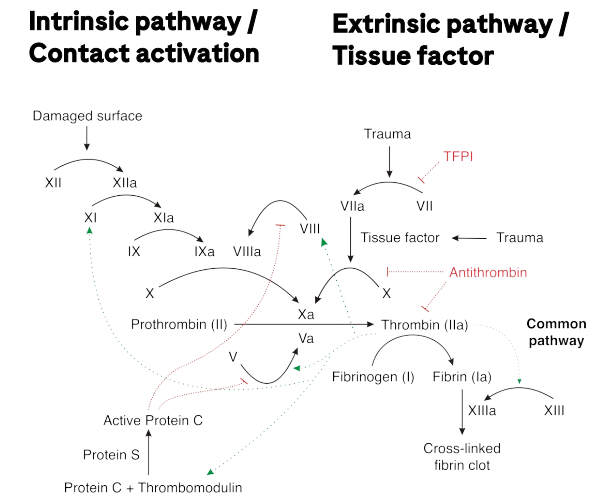 Intrinsic pathway /
Contact activation
Extrinsic pathway /
Tissue factor
Damaged surface
Trauma
TFPI
XII
XIIa
VIIa
VII
XI
XIa
VIII
Tissue factor
Trauma
IX
IXa
VIIIa
Antithrombin
X
X
Xa
Prothrombin (II)
Thrombin (IIa)
Common
pathway
Va
V
Fibrinogen (I)
Fibrin (Ia)
XIIIa
XIII
Active Protein C
Cross-linked
fibrin clot
Protein S
Protein C + Thrombomodulin